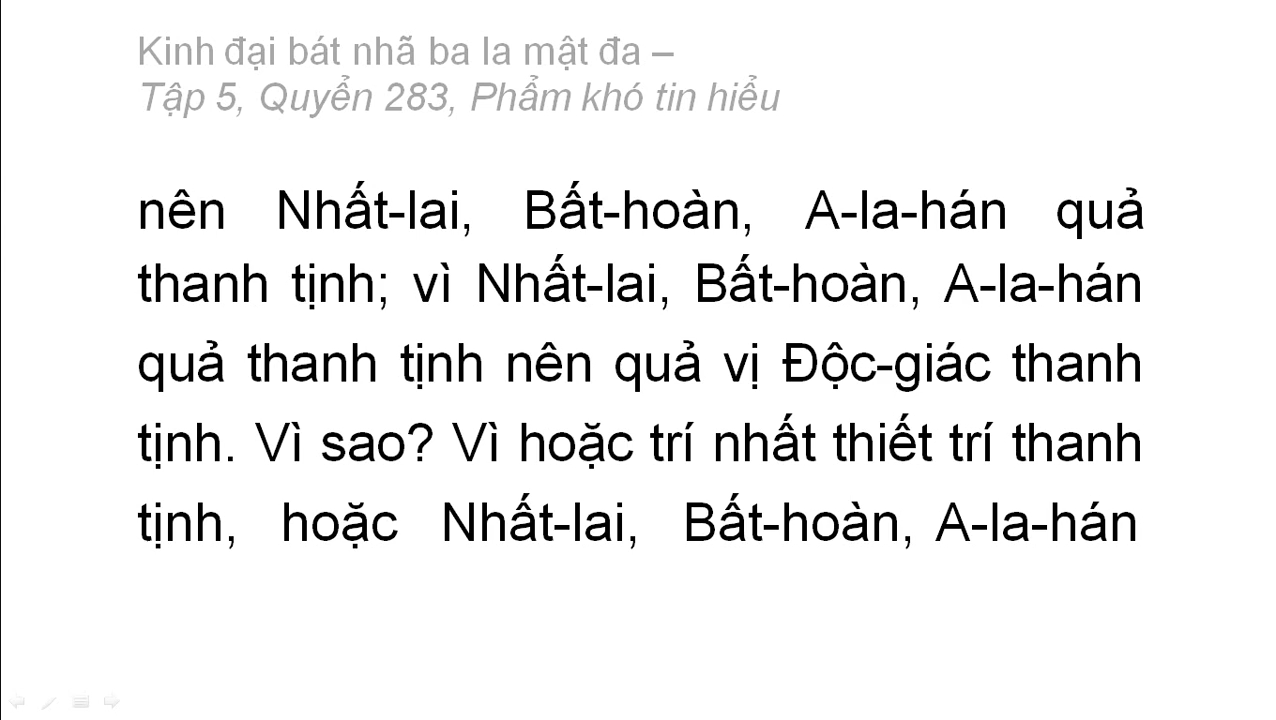 Kinh đại bát nhã ba la mật đa –
Tập 5, Quyển 283, Phẩm khó tin hiểu
nên Nhất-lai, Bất-hoàn, A-la-hán quả
thanh tịnh; vì Nhất-lai, Bất-hoàn, A-la-hán
quả thanh tịnh nên quả vị Độc-giác thanh
tịnh. Vì sao? Vì hoặc trí nhất thiết trí thanh
tịnh, hoặc Nhất-lai, Bất-hoàn, A-la-hán